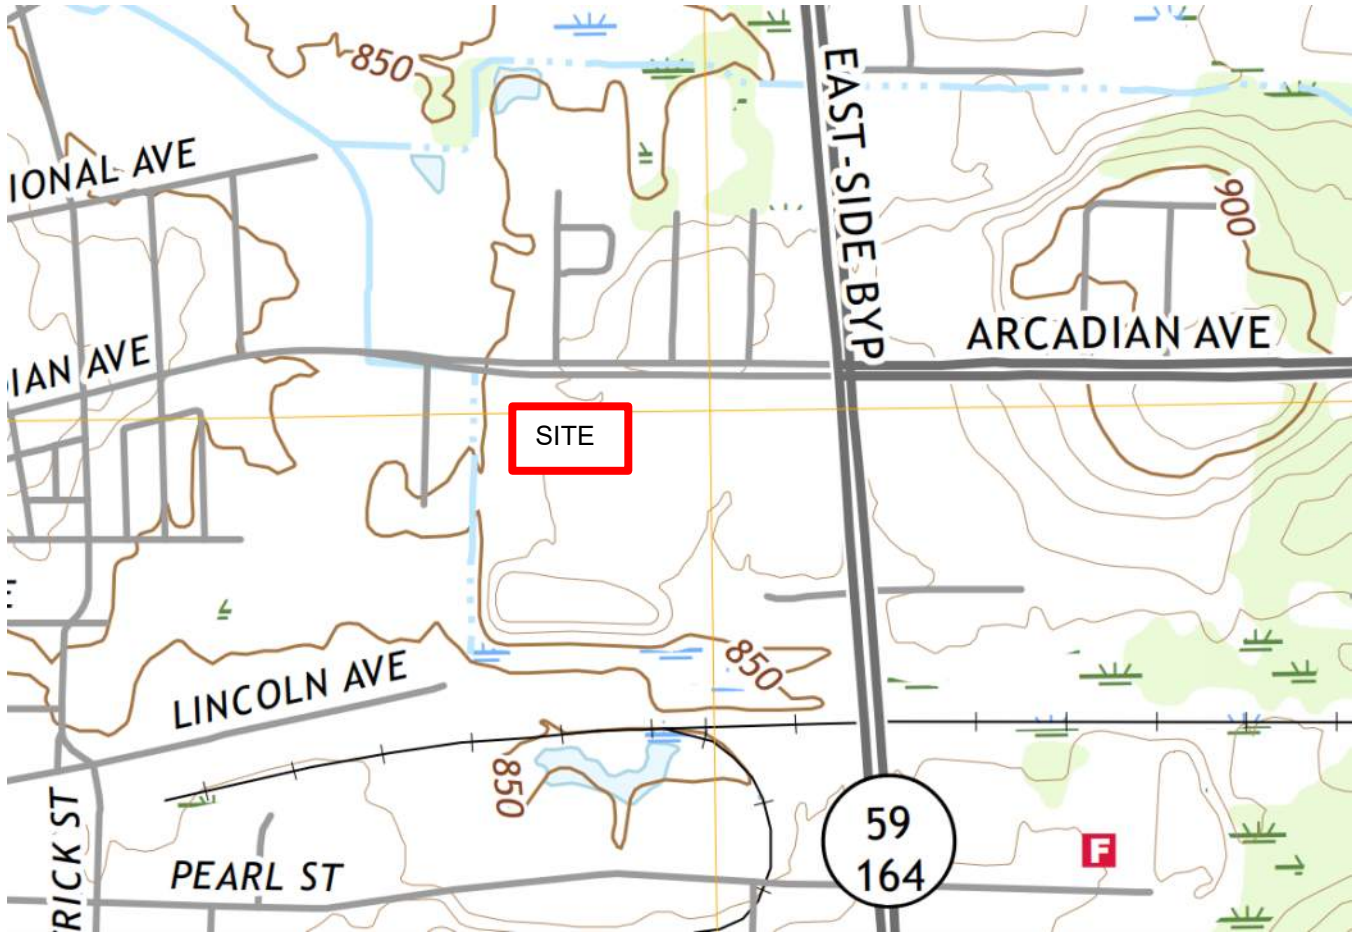 850
EAST-SIDE BYP
IONAL AVE
900
ARCADIAN AVE
IAN AVE
SITE
850
LINCOLN AVE
850
59
164
F
TRICK ST
PEARL ST